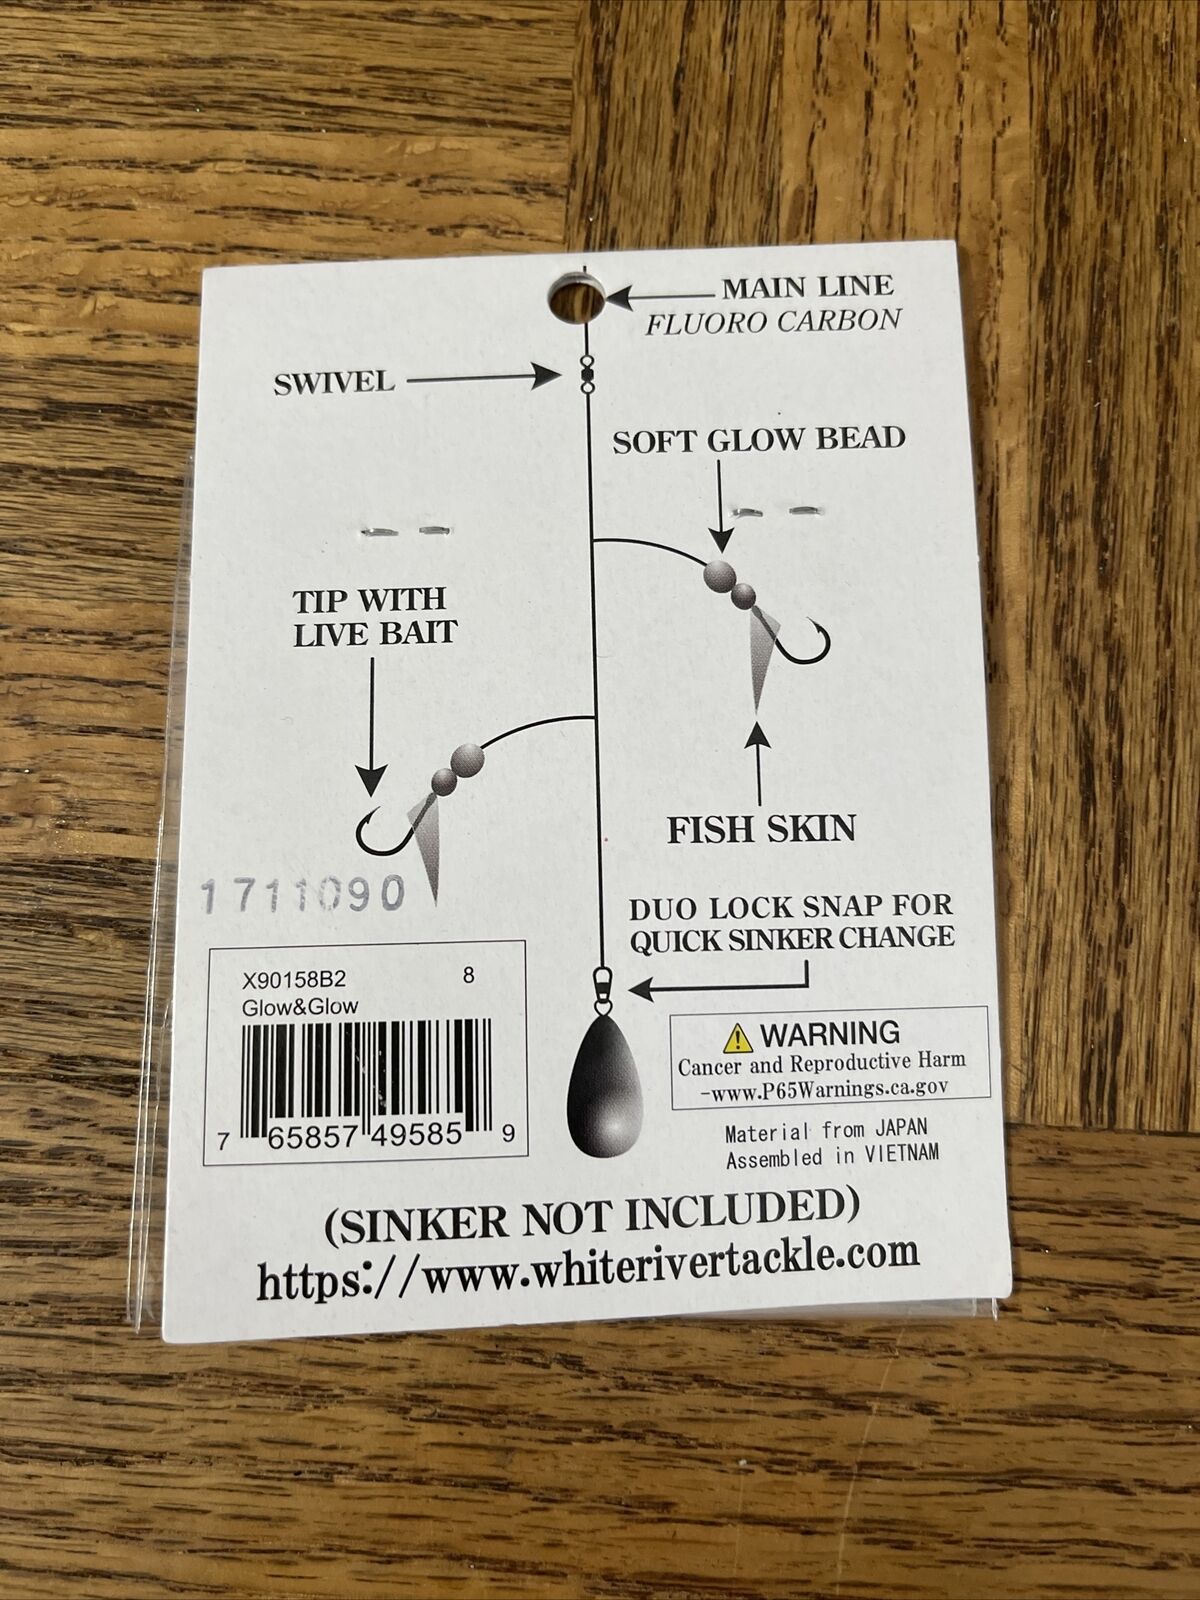 MAIN LINE
FLUORO CARBON
SWIVEL
SOFT GLOW BEAD
TIP WITH
LIVE BAIT
FISH SKIN
1711090
DUO LOCK SNAP FOR
QUICK SINKER CHANGE
X90158B2 8
Glow&Glow
7 65857 49585 9
WARNING
Cancer and Reproductive Harm
-www.P65Warnings.ca.gov
Material from JAPAN
Assembled in VIETNAM
(SINKER NOT INCLUDED)
https://www.whiterivertackle.com